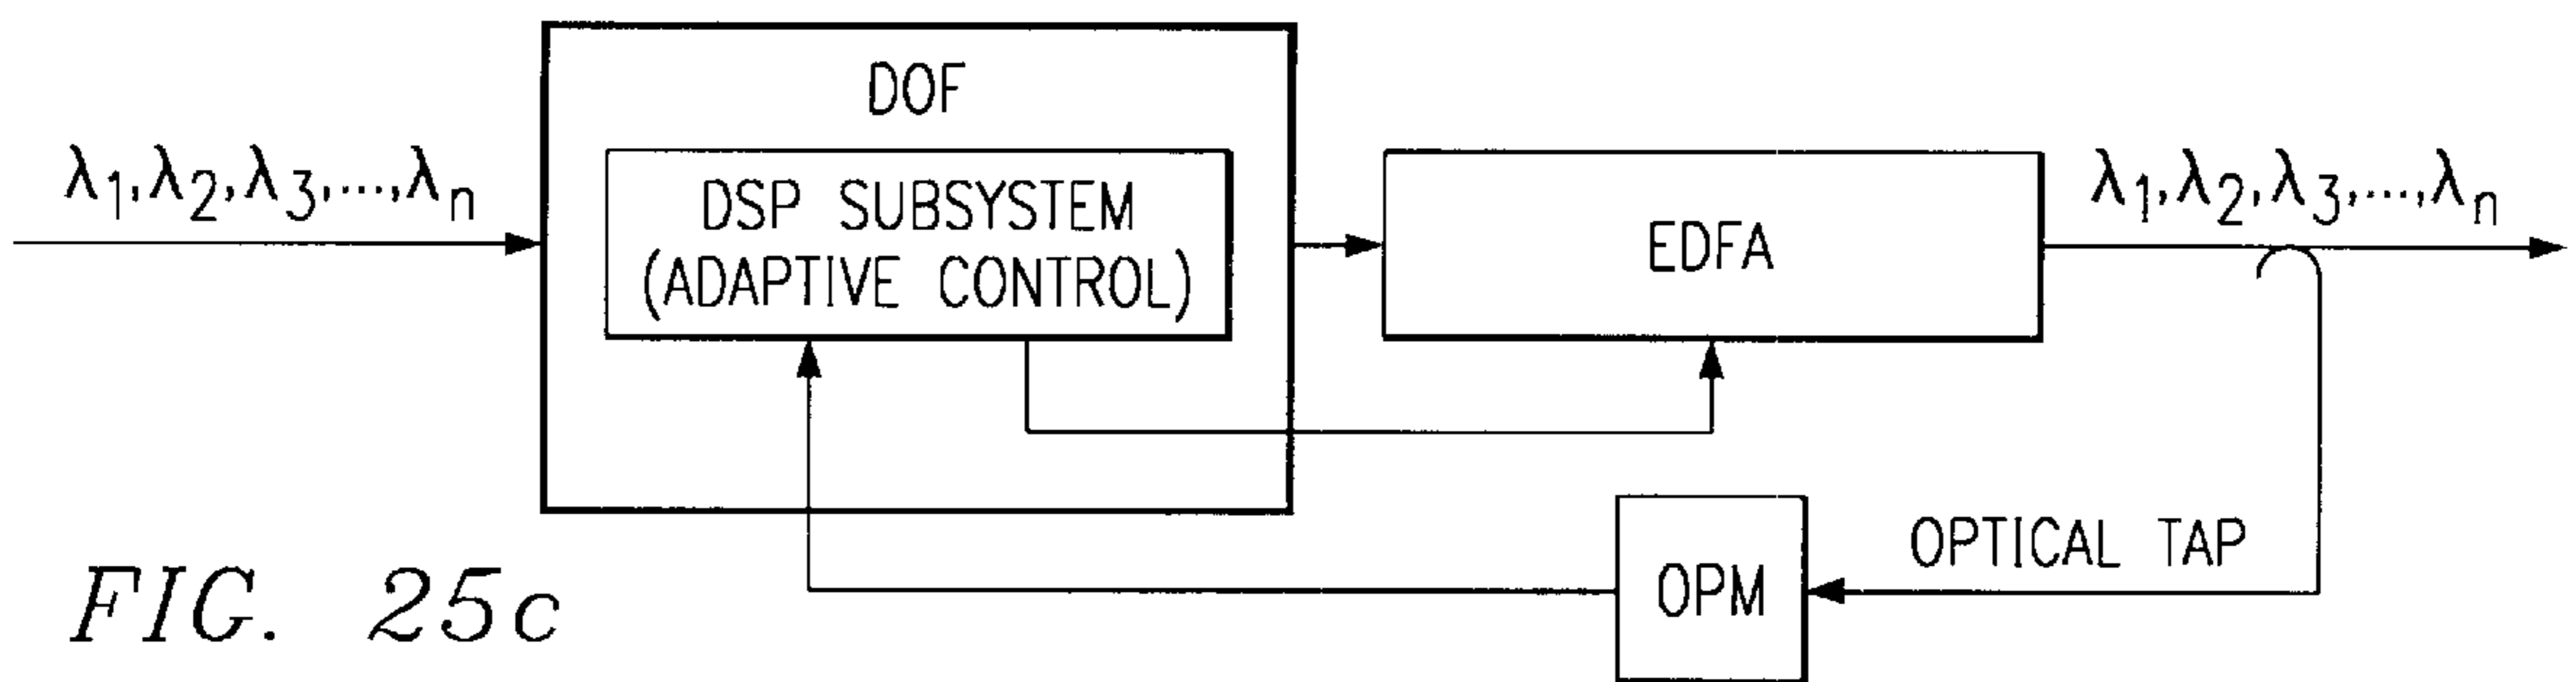 DOF
λ1, λ2, λ3, ..., λn
DSP SUBSYSTEM
(ADAPTIVE CONTROL)
EDFA
λ1, λ2, λ3, ..., λn
OPTICAL TAP
OPM
FIG. 25c